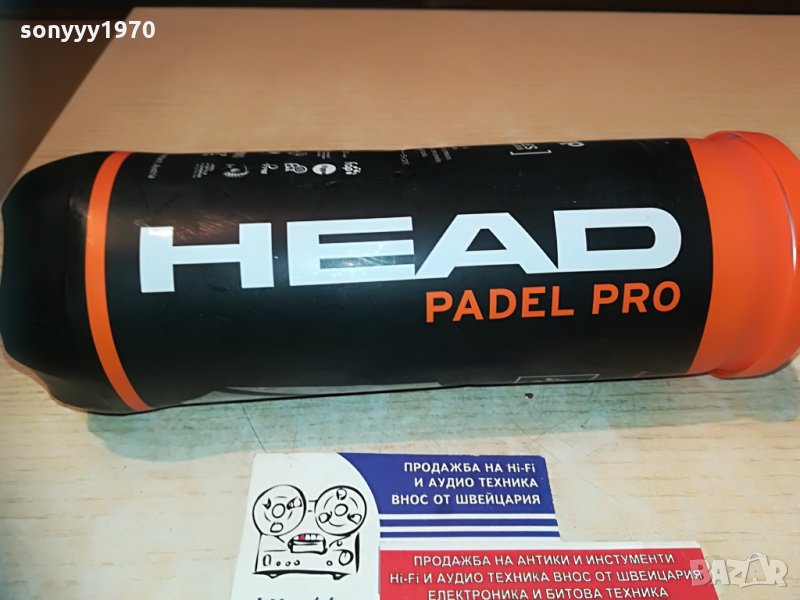 sonyyy1970
HEAD
PADEL PRO
ПРОДАЖБА НА Hi-Fi
И АУДИО ТЕХНИКА
ВНОС ОТ ШВЕЙЦАРИЯ
ПРОДАЖБА НА АНТИКИ И ИНСТУМЕНТИ
Hi-Fi И АУДИО ТЕХНИКА ВНОС ОТ ШВЕЙЦАРИЯ
ЕЛЕКТРОНИКА И БИТОВА ТЕХНИКА
BAZAR